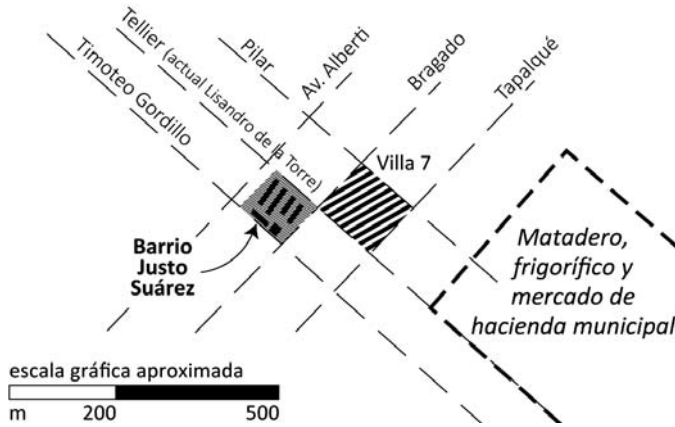 Timoteo Gordillo
Tellier (actual Lisandro de la Torre)
Pilar
Av. Alberti
Bragado
Tapalqué
Villa 7
Barrio
Justo
Suárez
Matadero,
frigorífico y
mercado de
hacienda municipal
escala gráfica aproximada
m 200 500